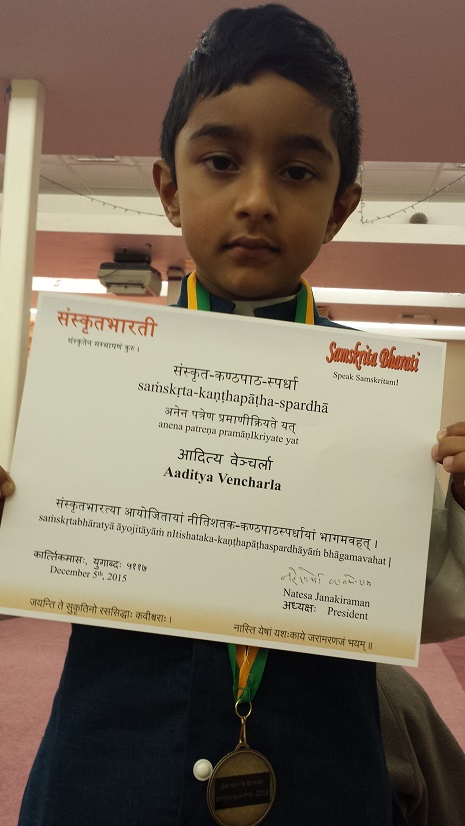 संस्कृतभारती
संस्कृतेन सम्भाषणं कुरु ।
Samskrita Bharati
Speak Samskritam!
संस्कृत-कण्ठपाठ-स्पर्धा
saṁskṛta-kaṇṭhapāṭha-spardhā
अनेन पत्रेण प्रमाणीक्रियते यत्
anena patreṇa pramāṇIkriyate yat
आदित्य वेञ्चर्ला
Aaditya Vencharla
संस्कृतभारत्या आयोजितायां नीतिशतक-कण्ठपाठस्पर्धायां भागमवहत् ।
saṁskṛtabhāratyā āyojitāyāṁ nItishataka-kaṇṭhapāṭhaspardhāyāṁ bhāgamavahat |
कार्त्तिकमासः, युगाब्दः ५११७
December 5th, 2015
Natesa Janakiraman
अध्यक्षः President
जयन्ति ते सुकृतिनो रससिद्धाः कवीश्वराः ।
नास्ति येषां यशःकाये जरामरणजं भयम् ॥